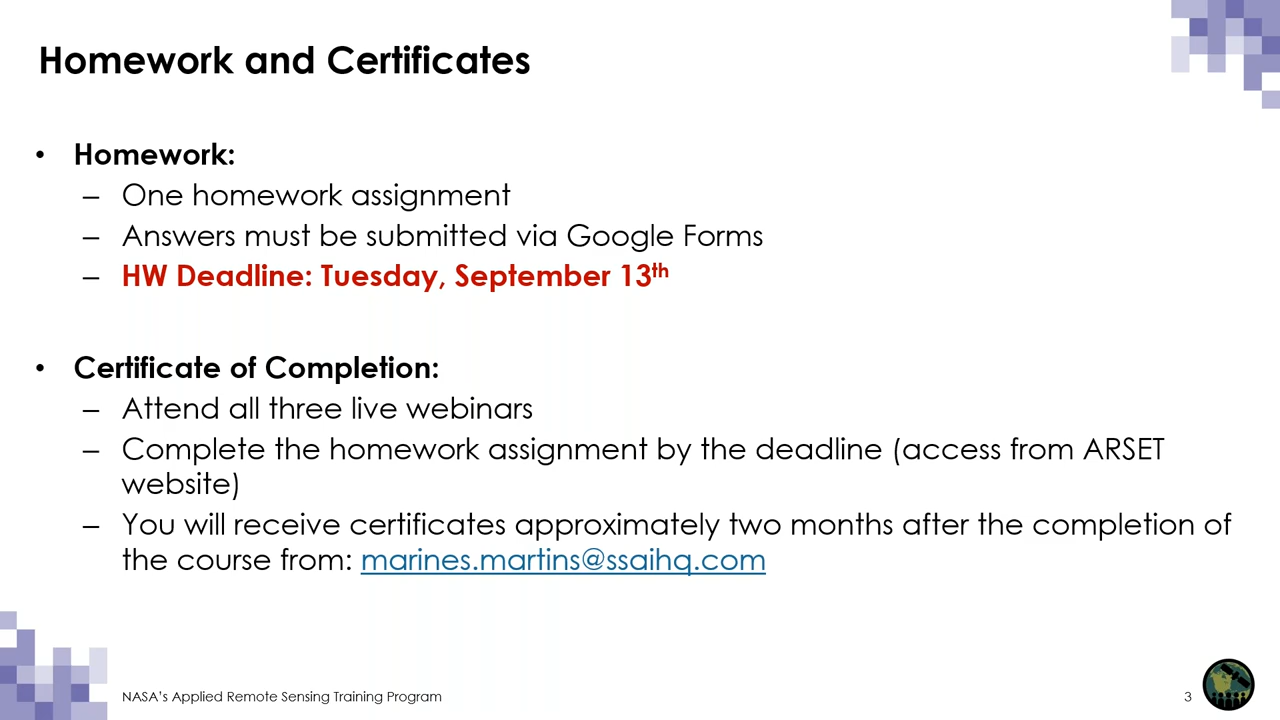 Homework and Certificates
• Homework:
– One homework assignment
– Answers must be submitted via Google Forms
– HW Deadline: Tuesday, September 13th
• Certificate of Completion:
– Attend all three live webinars
– Complete the homework assignment by the deadline (access from ARSET
website)
– You will receive certificates approximately two months after the completion of
the course from: marines.martins@ssaihq.com
NASA's Applied Remote Sensing Training Program
3